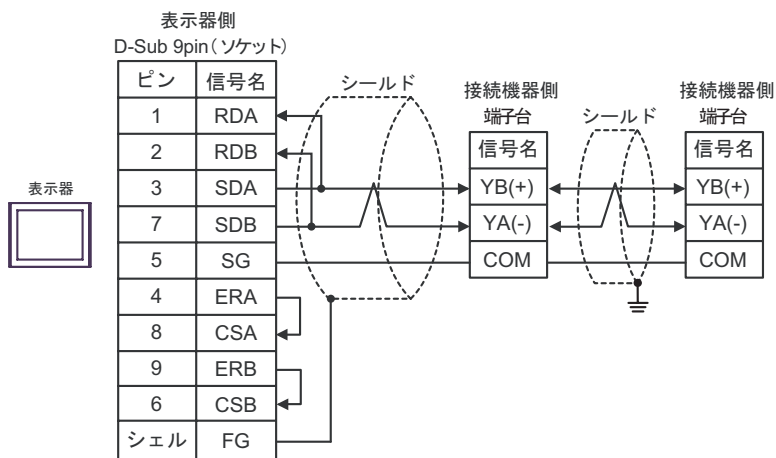 表示器側
D-Sub 9pin(ソケット)
ピン 信号名
1 RDA
2 RDB
3 SDA
7 SDB
5 SG
4 ERA
8 CSA
9 ERB
6 CSB
シェル FG
表示器
シールド
接続機器側
端子台
信号名
YB(+)
YA(-)
COM
シールド
接続機器側
端子台
信号名
YB(+)
YA(-)
COM